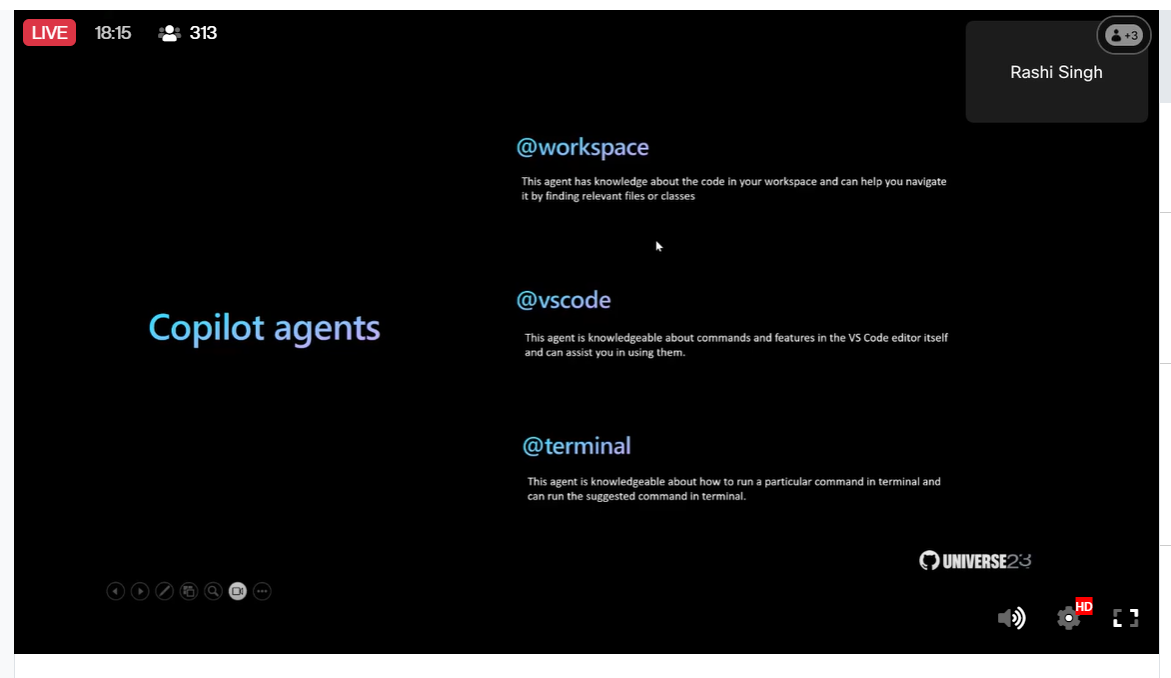 LIVE 18:15 313
+3
Rashi Singh
@workspace
This agent has knowledge about the code in your workspace and can help you navigate
it by finding relevant files or classes
@vscode
Copilot agents
This agent is knowledgeable about commands and features in the VS Code editor itself
and can assist you in using them.
@terminal
This agent is knowledgeable about how to run a particular command in terminal and
can run the suggested command in terminal.
UNIVERSE23
HD